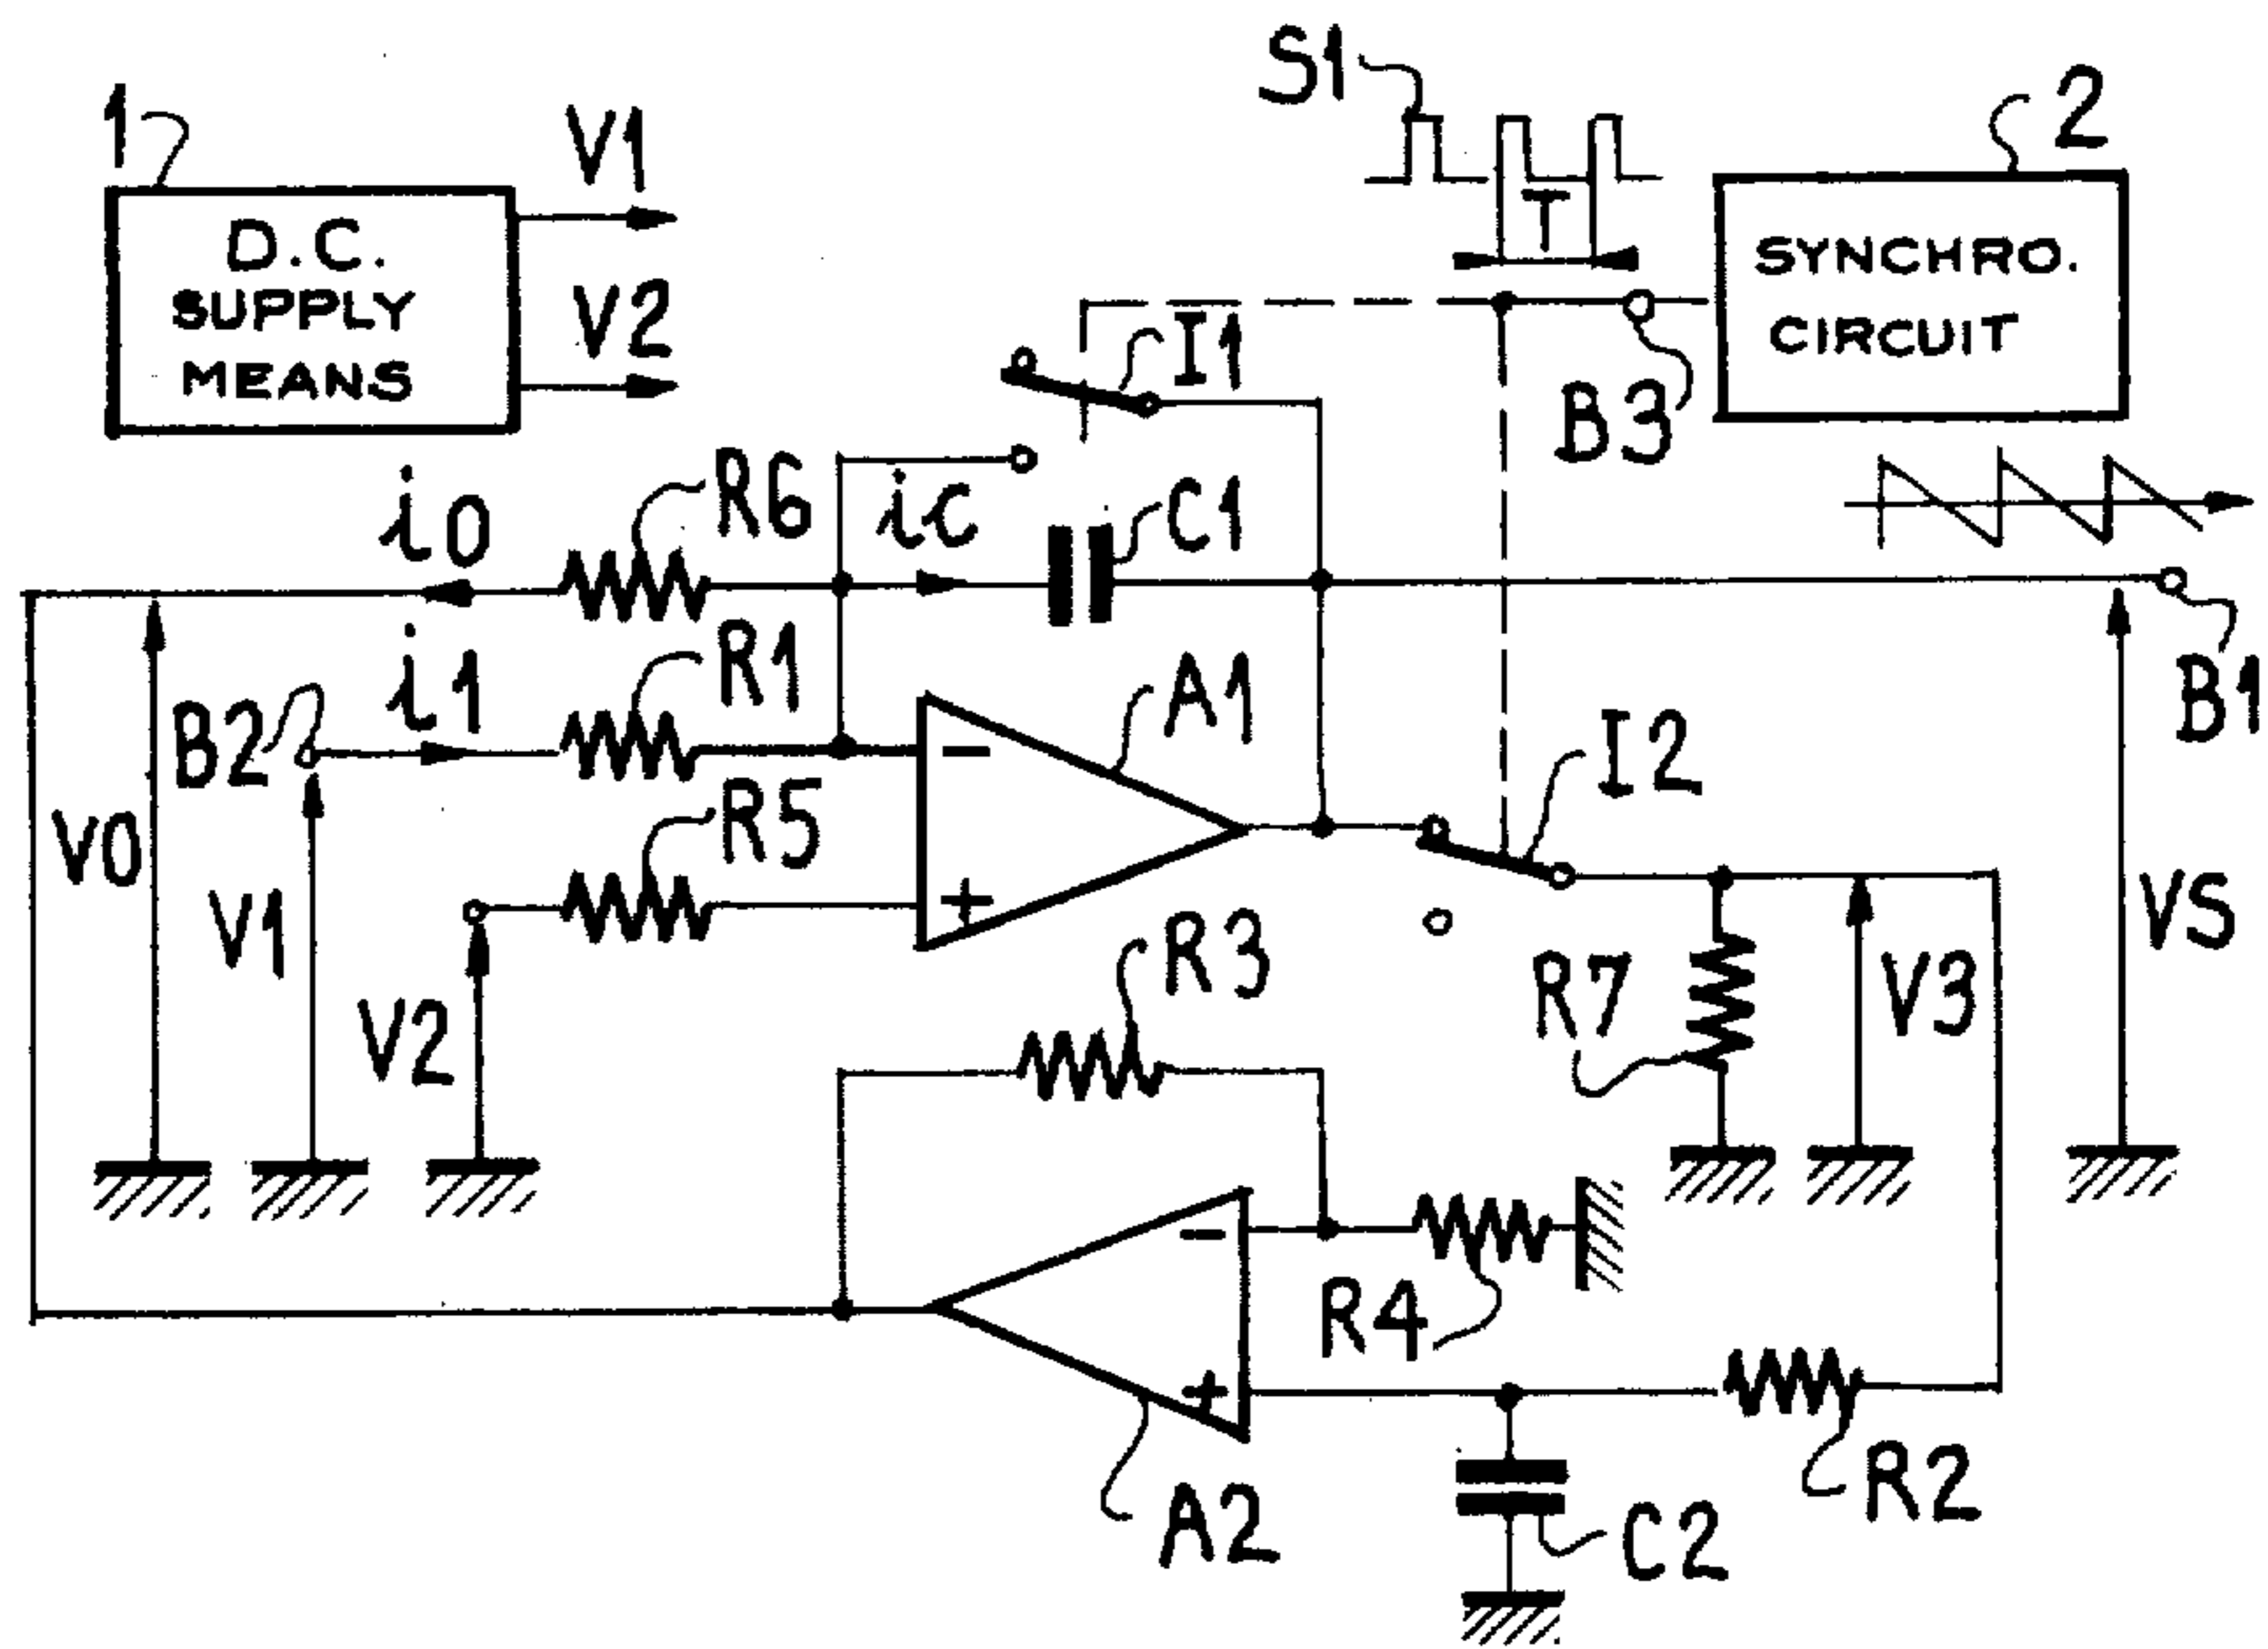 S1
1
V1
2
D.C.
SUPPLY
MEANS
V2
T
SYNCHRO.
CIRCUIT
I1
B3
R6
i0
ic
C1
R1
A1
B1
i1
B2
I2
R5
V0
V1
VS
R3
R7
V3
V2
-
+
-
R4
+
R2
A2
C2